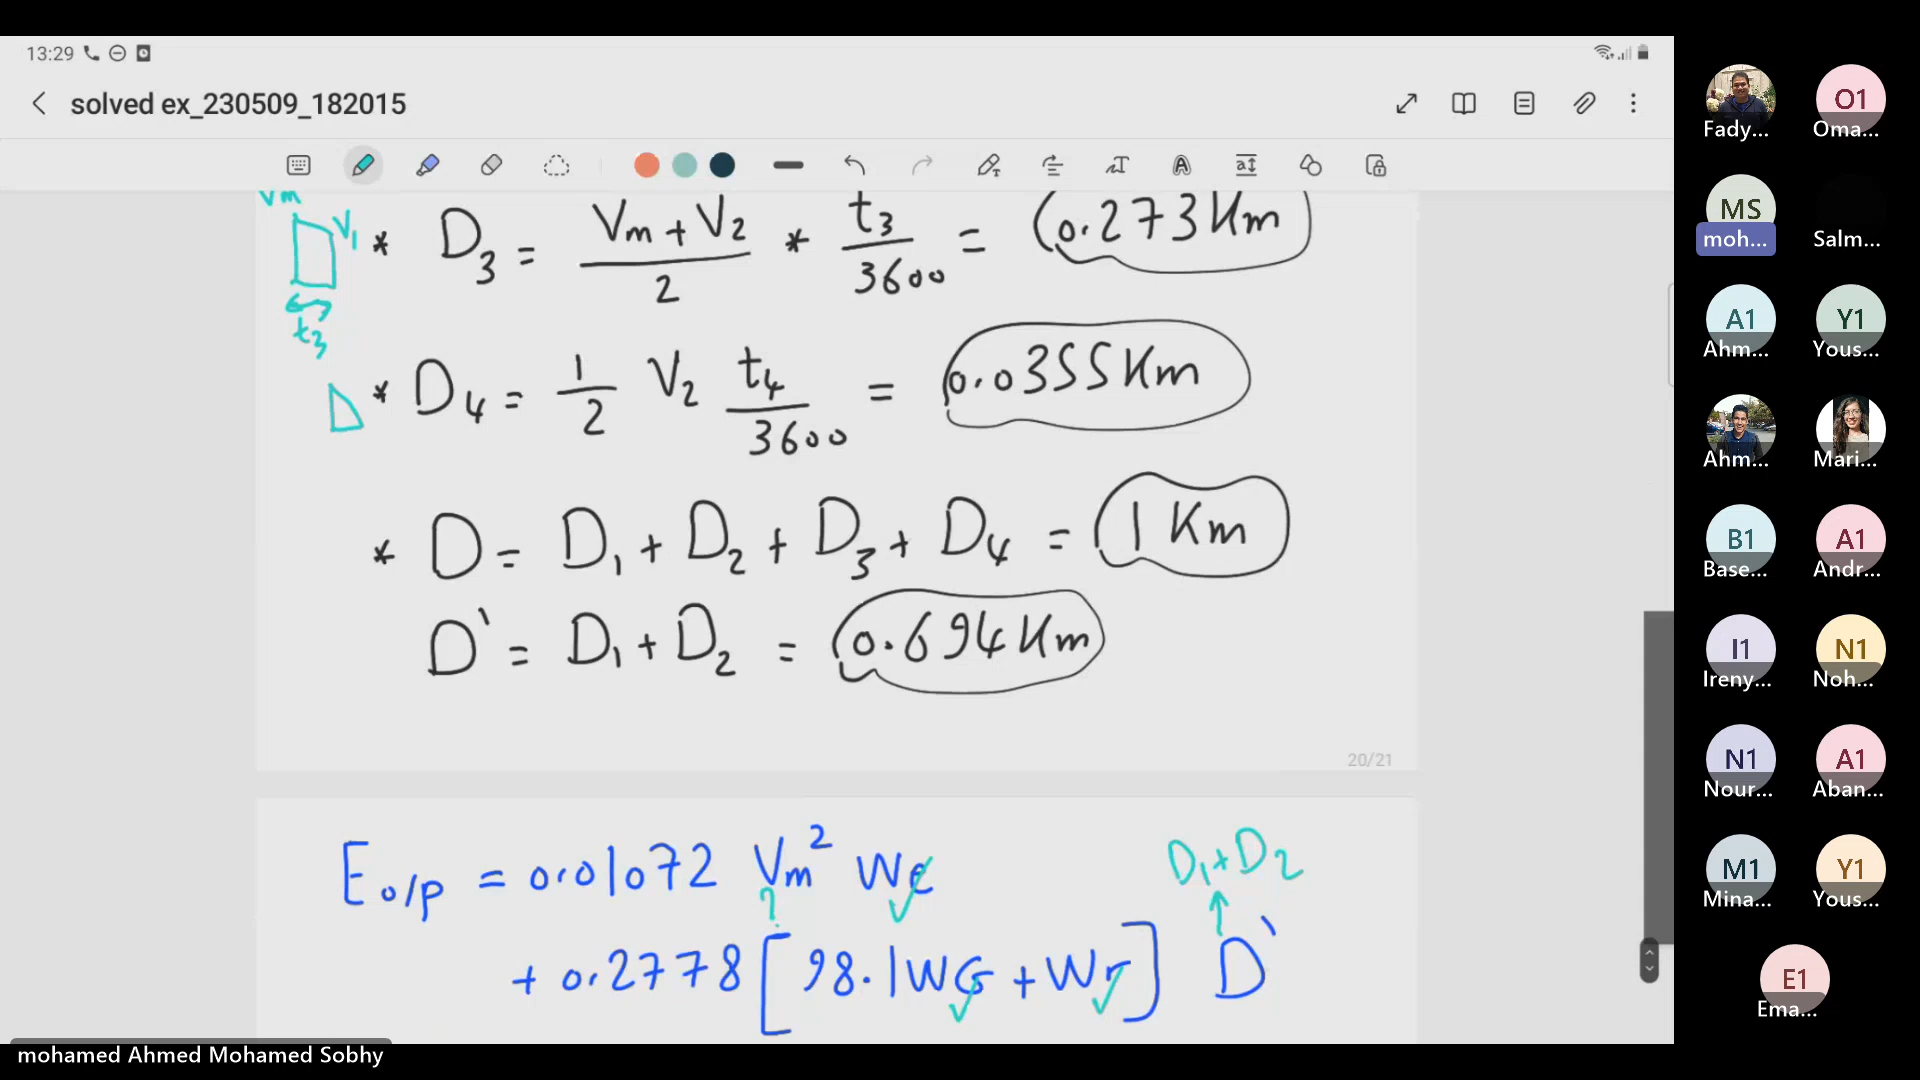 13:29
solved ex_230509_182015
Vm
V1
t3
* D3 = Vm + V2 / 2 * t3 / 3600 = 0.273 Km
* D4 = 1/2 V2 t4 / 3600 = 0.0355 Km
* D = D1 + D2 + D3 + D4 = 1 Km
D' = D1 + D2 = 0.694 Km
20/21
Eo/p = 0.01072 Vm² We
?
D1 + D2
+ 0.2778 [ 98.1 WG + Wr ] D'
Fady...
O1
Oma...
MS
moh...
Salm...
A1
Ahm...
Y1
Yous...
Ahm...
Mari...
B1
Base...
A1
Andr...
I1
Ireny...
N1
Noh...
N1
Nour...
A1
Aban...
M1
Mina...
Y1
Yous...
E1
Ema...
mohamed Ahmed Mohamed Sobhy